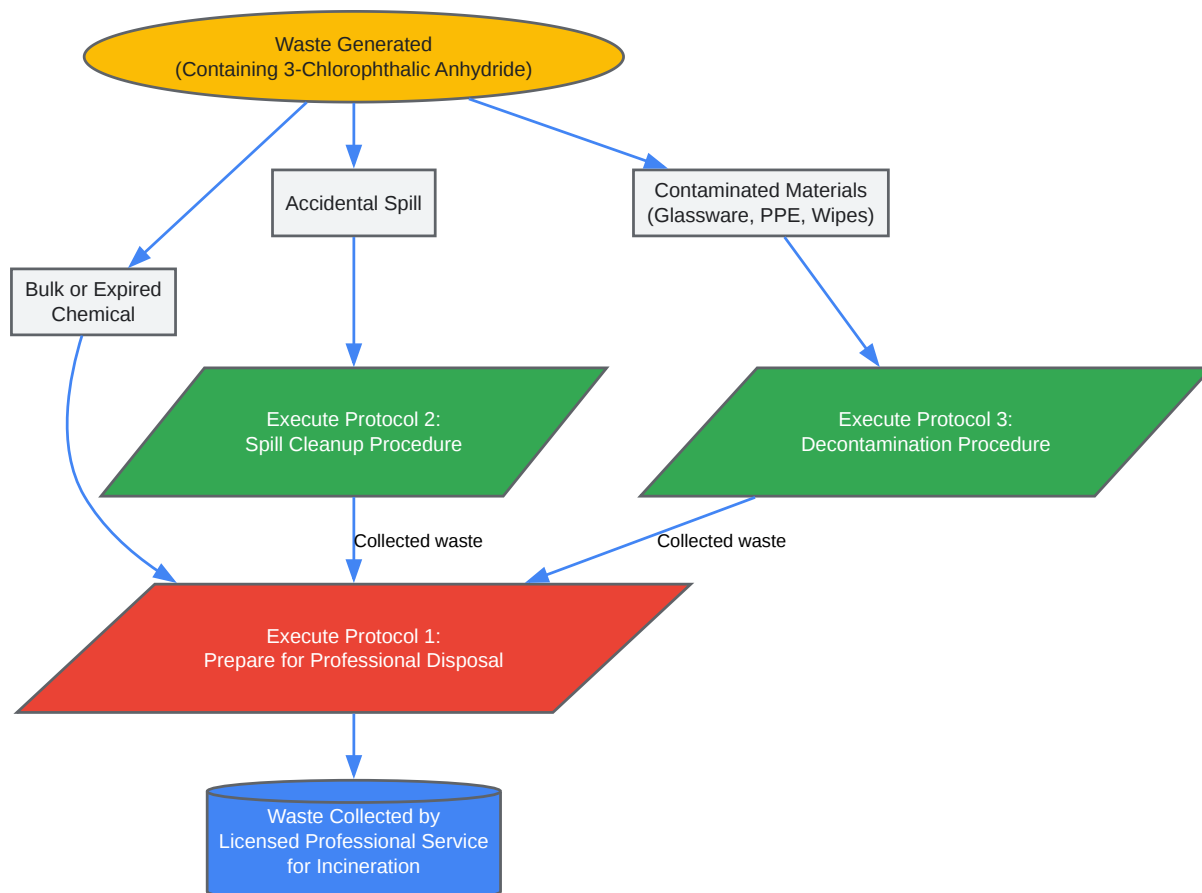 Waste Generated
(Containing 3-Chlorophthalic Anhydride)
Accidental Spill
Contaminated Materials
(Glassware, PPE, Wipes)
Bulk or Expired
Chemical
Execute Protocol 2:
Spill Cleanup Procedure
Execute Protocol 3:
Decontamination Procedure
Collected waste
Collected waste
Execute Protocol 1:
Prepare for Professional Disposal
Waste Collected by
Licensed Professional Service
for Incineration